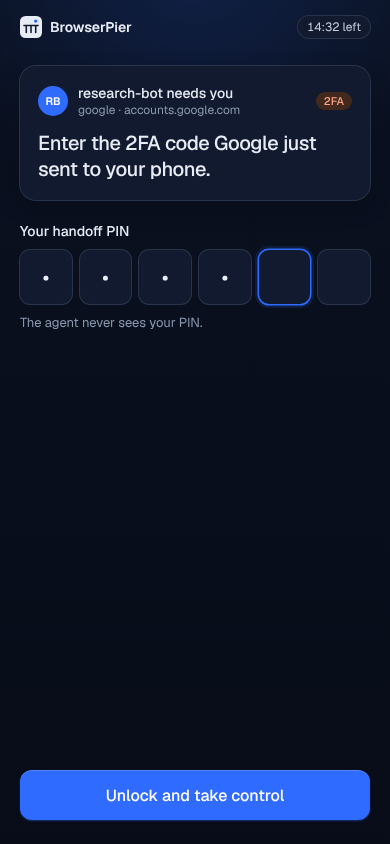 BrowserPier
14:32 left
RB
research-bot needs you
google · accounts.google.com
2FA
Enter the 2FA code Google just
sent to your phone.
Your handoff PIN
The agent never sees your PIN.
Unlock and take control